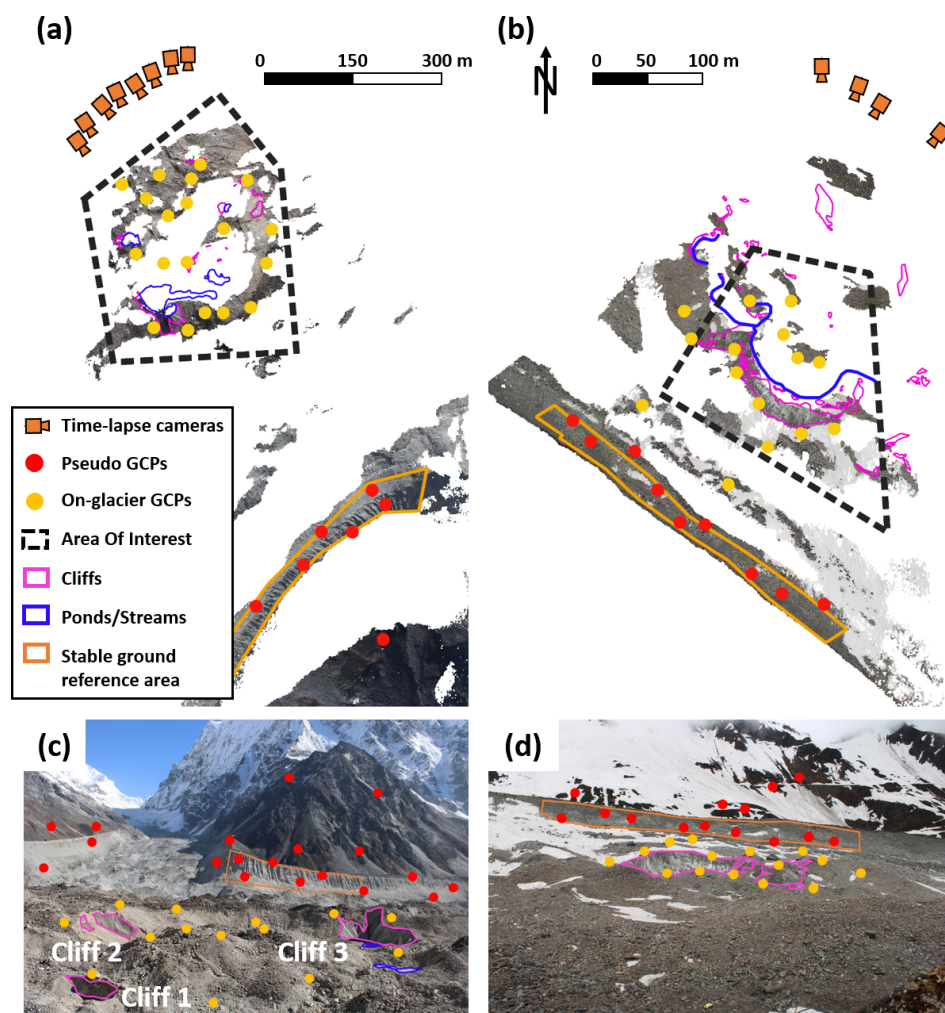 (a)
0 150 300 m
(b)
N
0 50 100 m
Time-lapse cameras
Pseudo GCPs
On-glacier GCPs
Area Of Interest
Cliffs
Ponds/Streams
Stable ground
reference area
(c)
Cliff 2
Cliff 3
Cliff 1
(d)